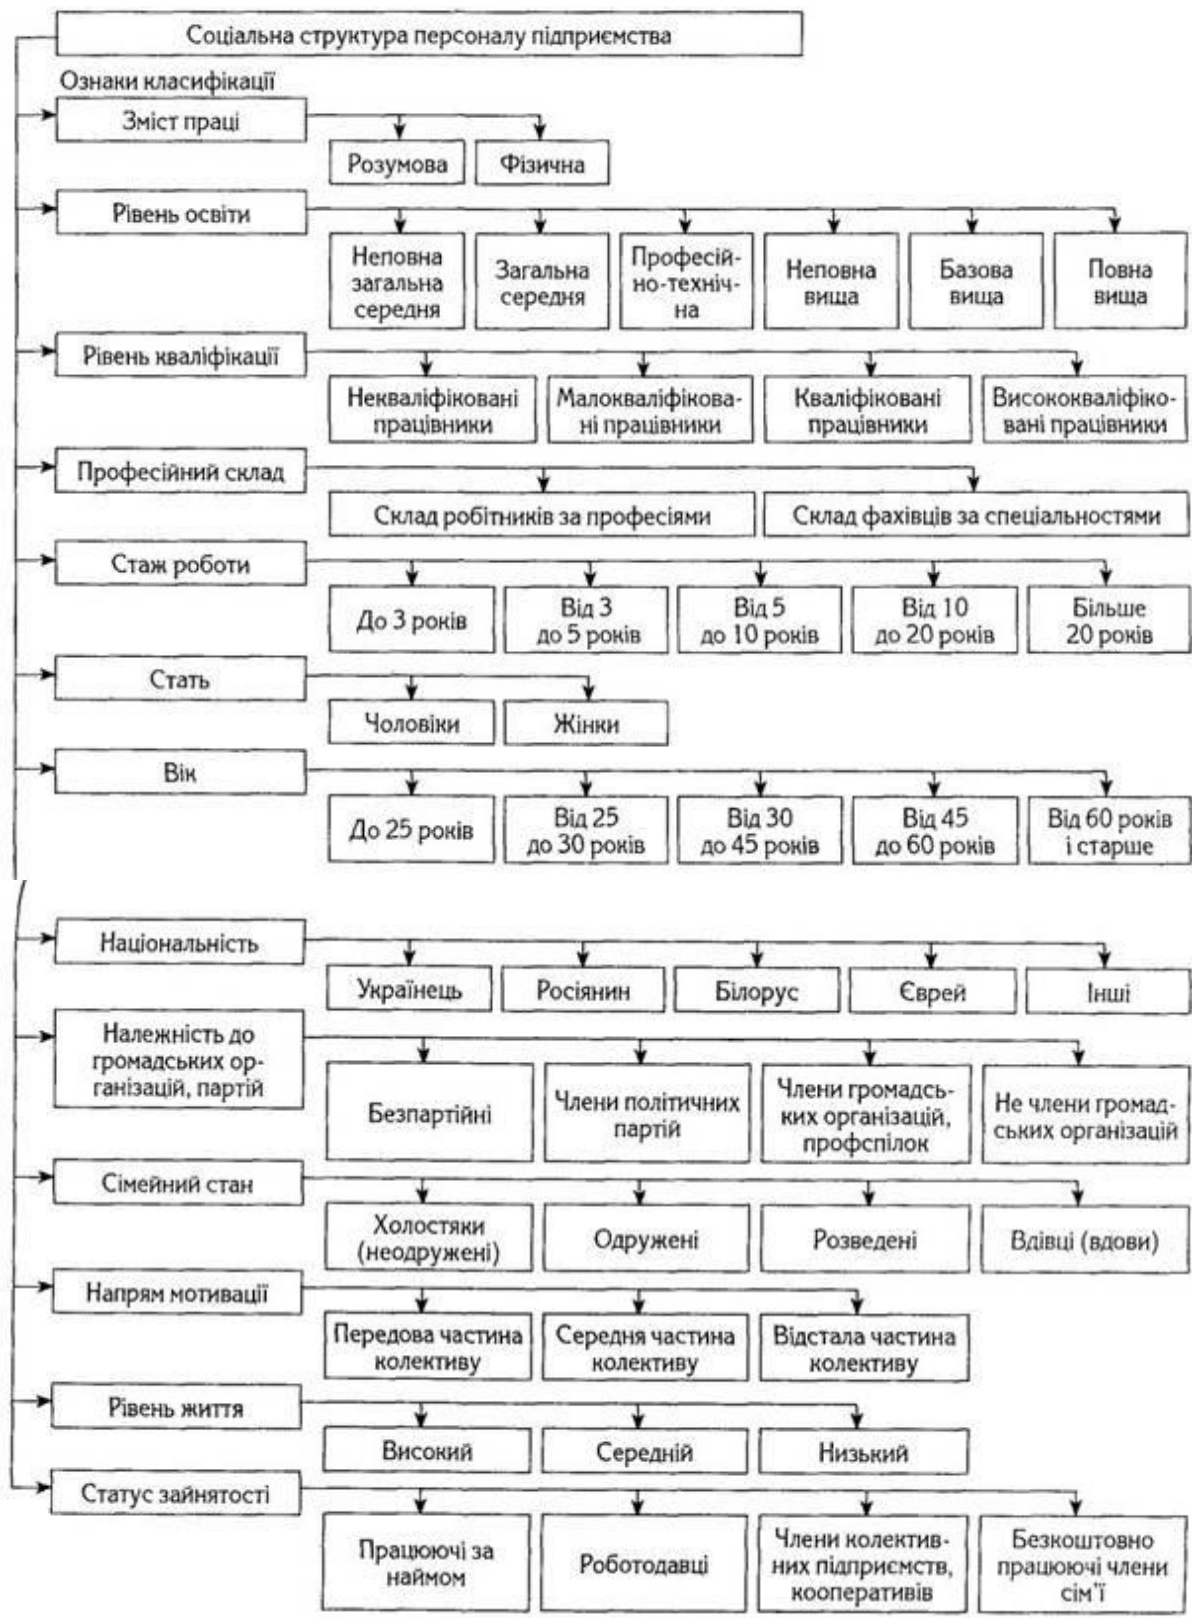 Соціальна структура персоналу підприємства
Ознаки класифікації
Зміст праці
Розумова
Фізична
Рівень освіти
Неповна
загальна
середня
Загальна
середня
Професій-
но-техніч-
на
Неповна
вища
Базова
вища
Повна
вища
Рівень кваліфікації
Некваліфіковані
працівники
Малокваліфікова-
ні працівники
Кваліфіковані
працівники
Висококваліфіко-
вані працівники
Професійний склад
Склад робітників за професіями
Склад фахівців за спеціальностями
Стаж роботи
До 3 років
Від 3
до 5 років
Від 5
до 10 років
Від 10
до 20 років
Більше
20 років
Стать
Чоловіки
Жінки
Вік
До 25 років
Від 25
до 30 років
Від 30
до 45 років
Від 45
до 60 років
Від 60 років
і старше
Національність
Українець
Росіянин
Білорус
Єврей
Інші
Належність до
громадських ор-
ганізацій, партій
Безпартійні
Члени політичних
партій
Члени громадсь-
ких організацій,
профспілок
Не члени громад-
ських організацій
Сімейний стан
Холостяки
(неодружені)
Одружені
Розведені
Вдівці (вдови)
Напрям мотивації
Передова частина
колективу
Середня частина
колективу
Відстала частина
колективу
Рівень життя
Високий
Середній
Низький
Статус зайнятості
Працюючі за
наймом
Роботодавці
Члени колектив-
них підприємств,
кооперативів
Безкоштовно
працюючі члени
сім'ї